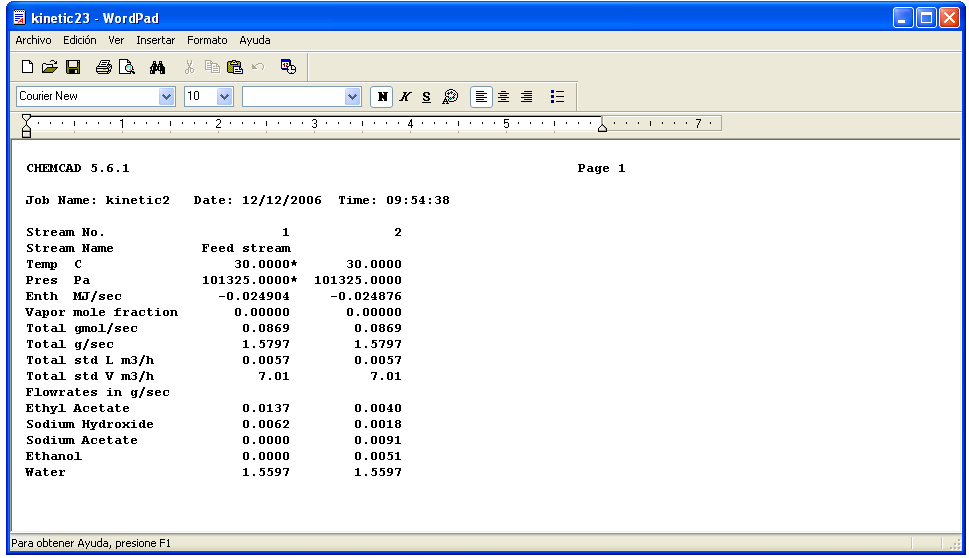 kinetic23 - WordPad
Archivo Edición Ver Insertar Formato Ayuda
Courier New 10 N K S
1 2 3 4 5 7
CHEMCAD 5.6.1 Page 1
Job Name: kinetic2 Date: 12/12/2006 Time: 09:54:38
Stream No. 1 2
Stream Name Feed stream
Temp C 30.0000* 30.0000
Pres Pa 101325.0000* 101325.0000
Enth MJ/sec -0.024904 -0.024876
Vapor mole fraction 0.00000 0.00000
Total gmol/sec 0.0869 0.0869
Total g/sec 1.5797 1.5797
Total std L m3/h 0.0057 0.0057
Total std V m3/h 7.01 7.01
Flowrates in g/sec
Ethyl Acetate 0.0137 0.0040
Sodium Hydroxide 0.0062 0.0018
Sodium Acetate 0.0000 0.0091
Ethanol 0.0000 0.0051
Water 1.5597 1.5597
Para obtener Ayuda, presione F1